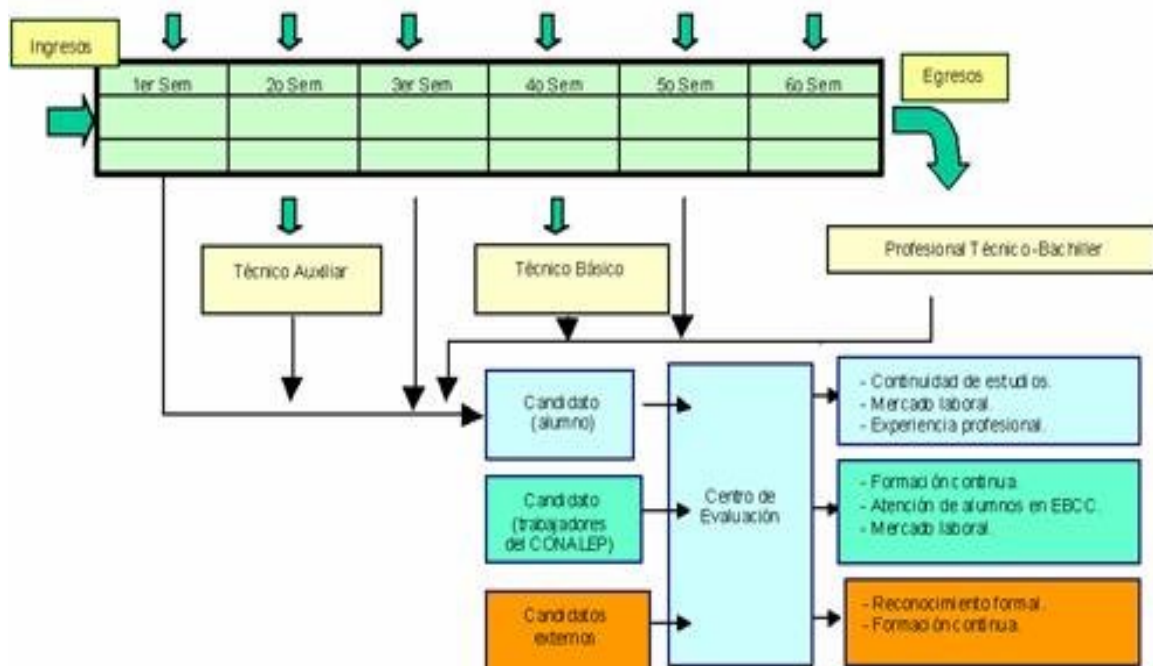 Ingresos
1er Sem
2o Sem
3er Sem
4o Sem
5o Sem
6o Sem
Egresos
Técnico Auxiliar
Técnico Básico
Profesional Técnico-Bachiller
Candidato
(alumno)
Candidato
(trabajadores
del CONALEP)
Candidatos
externos
Centro de
Evaluación
- Continuidad de estudios.
- Mercado laboral.
- Experiencia profesional.
- Formación continua.
- Atención de alumnos en EBCC.
- Mercado laboral.
- Reconocimiento formal.
- Formación continua.